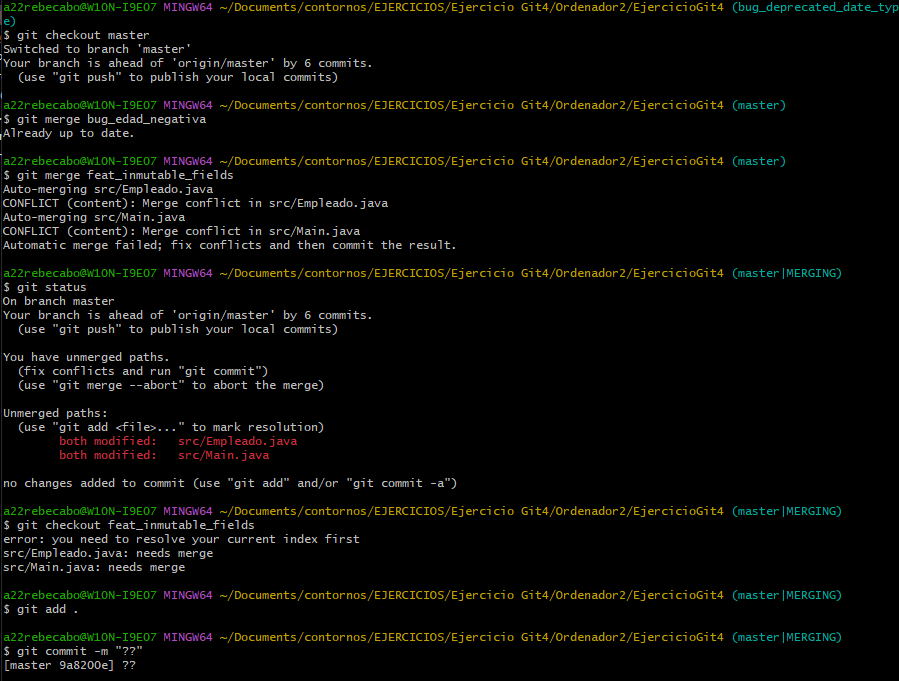 a22rebecabo@W10N-I9E07 MINGW64 ~/Documents/contornos/EJERCICIOS/Ejercicio Git4/Ordenador2/EjercicioGit4 (bug_deprecated_date_typ
e)
$ git checkout master
Switched to branch 'master'
Your branch is ahead of 'origin/master' by 6 commits.
  (use "git push" to publish your local commits)

a22rebecabo@W10N-I9E07 MINGW64 ~/Documents/contornos/EJERCICIOS/Ejercicio Git4/Ordenador2/EjercicioGit4 (master)
$ git merge bug_edad_negativa
Already up to date.

a22rebecabo@W10N-I9E07 MINGW64 ~/Documents/contornos/EJERCICIOS/Ejercicio Git4/Ordenador2/EjercicioGit4 (master)
$ git merge feat_inmutable_fields
Auto-merging src/Empleado.java
CONFLICT (content): Merge conflict in src/Empleado.java
Auto-merging src/Main.java
CONFLICT (content): Merge conflict in src/Main.java
Automatic merge failed; fix conflicts and then commit the result.

a22rebecabo@W10N-I9E07 MINGW64 ~/Documents/contornos/EJERCICIOS/Ejercicio Git4/Ordenador2/EjercicioGit4 (master|MERGING)
$ git status
On branch master
Your branch is ahead of 'origin/master' by 6 commits.
  (use "git push" to publish your local commits)

You have unmerged paths.
  (fix conflicts and run "git commit")
  (use "git merge --abort" to abort the merge)

Unmerged paths:
  (use "git add <file>..." to mark resolution)
        both modified:   src/Empleado.java
        both modified:   src/Main.java

no changes added to commit (use "git add" and/or "git commit -a")

a22rebecabo@W10N-I9E07 MINGW64 ~/Documents/contornos/EJERCICIOS/Ejercicio Git4/Ordenador2/EjercicioGit4 (master|MERGING)
$ git checkout feat_inmutable_fields
error: you need to resolve your current index first
src/Empleado.java: needs merge
src/Main.java: needs merge

a22rebecabo@W10N-I9E07 MINGW64 ~/Documents/contornos/EJERCICIOS/Ejercicio Git4/Ordenador2/EjercicioGit4 (master|MERGING)
$ git add .

a22rebecabo@W10N-I9E07 MINGW64 ~/Documents/contornos/EJERCICIOS/Ejercicio Git4/Ordenador2/EjercicioGit4 (master|MERGING)
$ git commit -m "??"
[master 9a8200e] ??